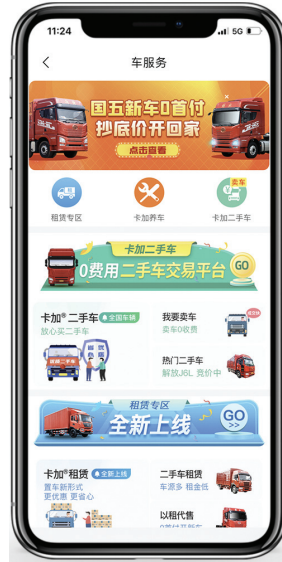 11:24
5G
车服务
国五新车0首付
抄底价开回家
点击查看
卖车
租赁专区
卡加养车
卡加二手车
卡加二手车
0费用二手车交易平台
GO
卡加®二手车
全国车辆
放心买二手车
我要卖车
卖车0收费
热门二手车
解放J6L 竞价中
租赁专区
全新上线
GO
>>
卡加®租赁
全新上线
置车新形式
更优惠 更省心
二手车租赁
车源多 租金低
以租代售
0首付开新车